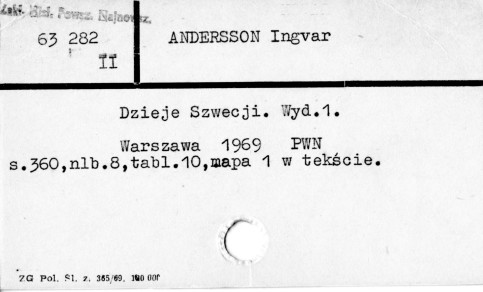 Zakł. Hist. Powsz. Najnowsz.
63 282
II
ANDERSSON Ingvar
Dzieje Szwecji. Wyd.1.
Warszawa 1969 PWN
s.360,nlb.8,tabl.10,mapa 1 w tekście.
ZG Pol. Śl. z. 365/69. 100 000